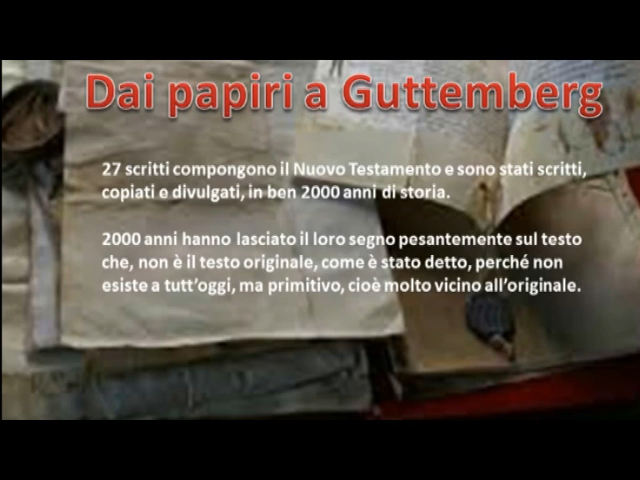 Dai papiri a Guttemberg
27 scritti compongono il Nuovo Testamento e sono stati scritti,
copiati e divulgati, in ben 2000 anni di storia.
2000 anni hanno lasciato il loro segno pesantemente sul testo
che, non è il testo originale, come è stato detto, perché non
esiste a tutt'oggi, ma primitivo, cioè molto vicino all'originale.